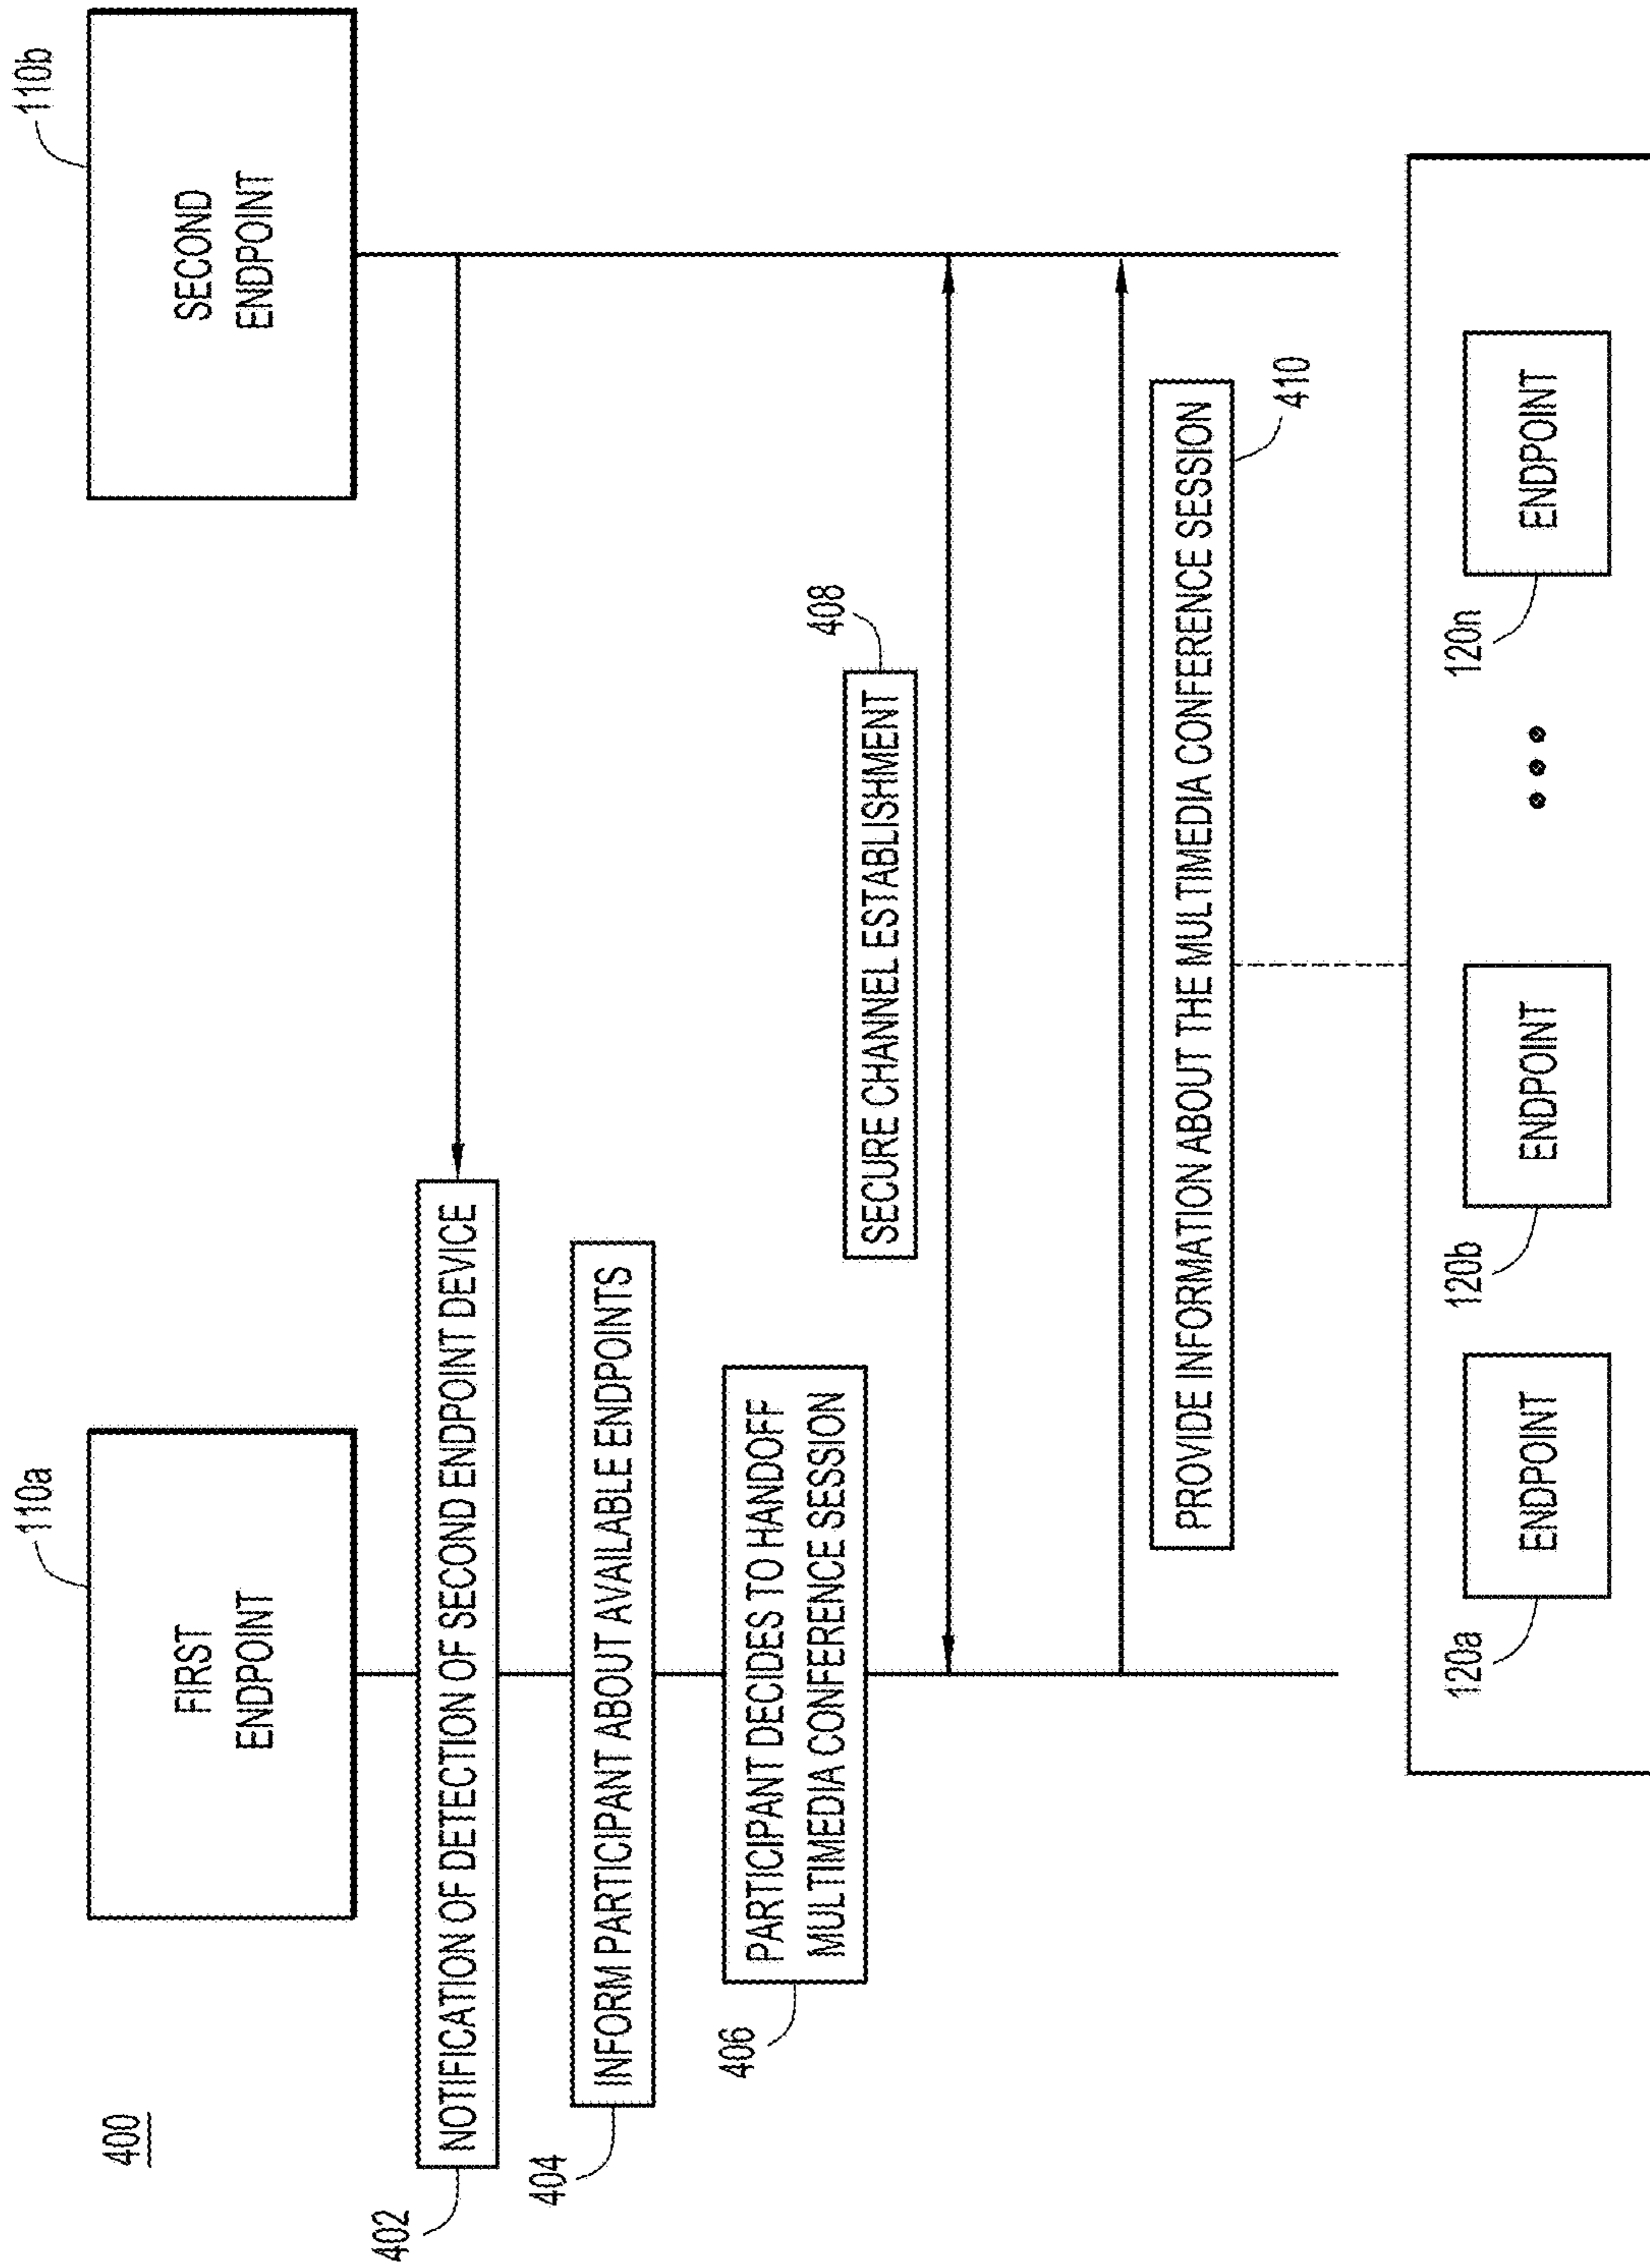 400
110a
110b
FIRST
ENDPOINT
SECOND
ENDPOINT
402
NOTIFICATION OF DETECTION OF SECOND ENDPOINT DEVICE
404
INFORM PARTICIPANT ABOUT AVAILABLE ENDPOINTS
406
PARTICIPANT DECIDES TO HANDOFF
MULTIMEDIA CONFERENCE SESSION
408
SECURE CHANNEL ESTABLISHMENT
PROVIDE INFORMATION ABOUT THE MULTIMEDIA CONFERENCE SESSION
410
120a
ENDPOINT
120b
ENDPOINT
120n
ENDPOINT